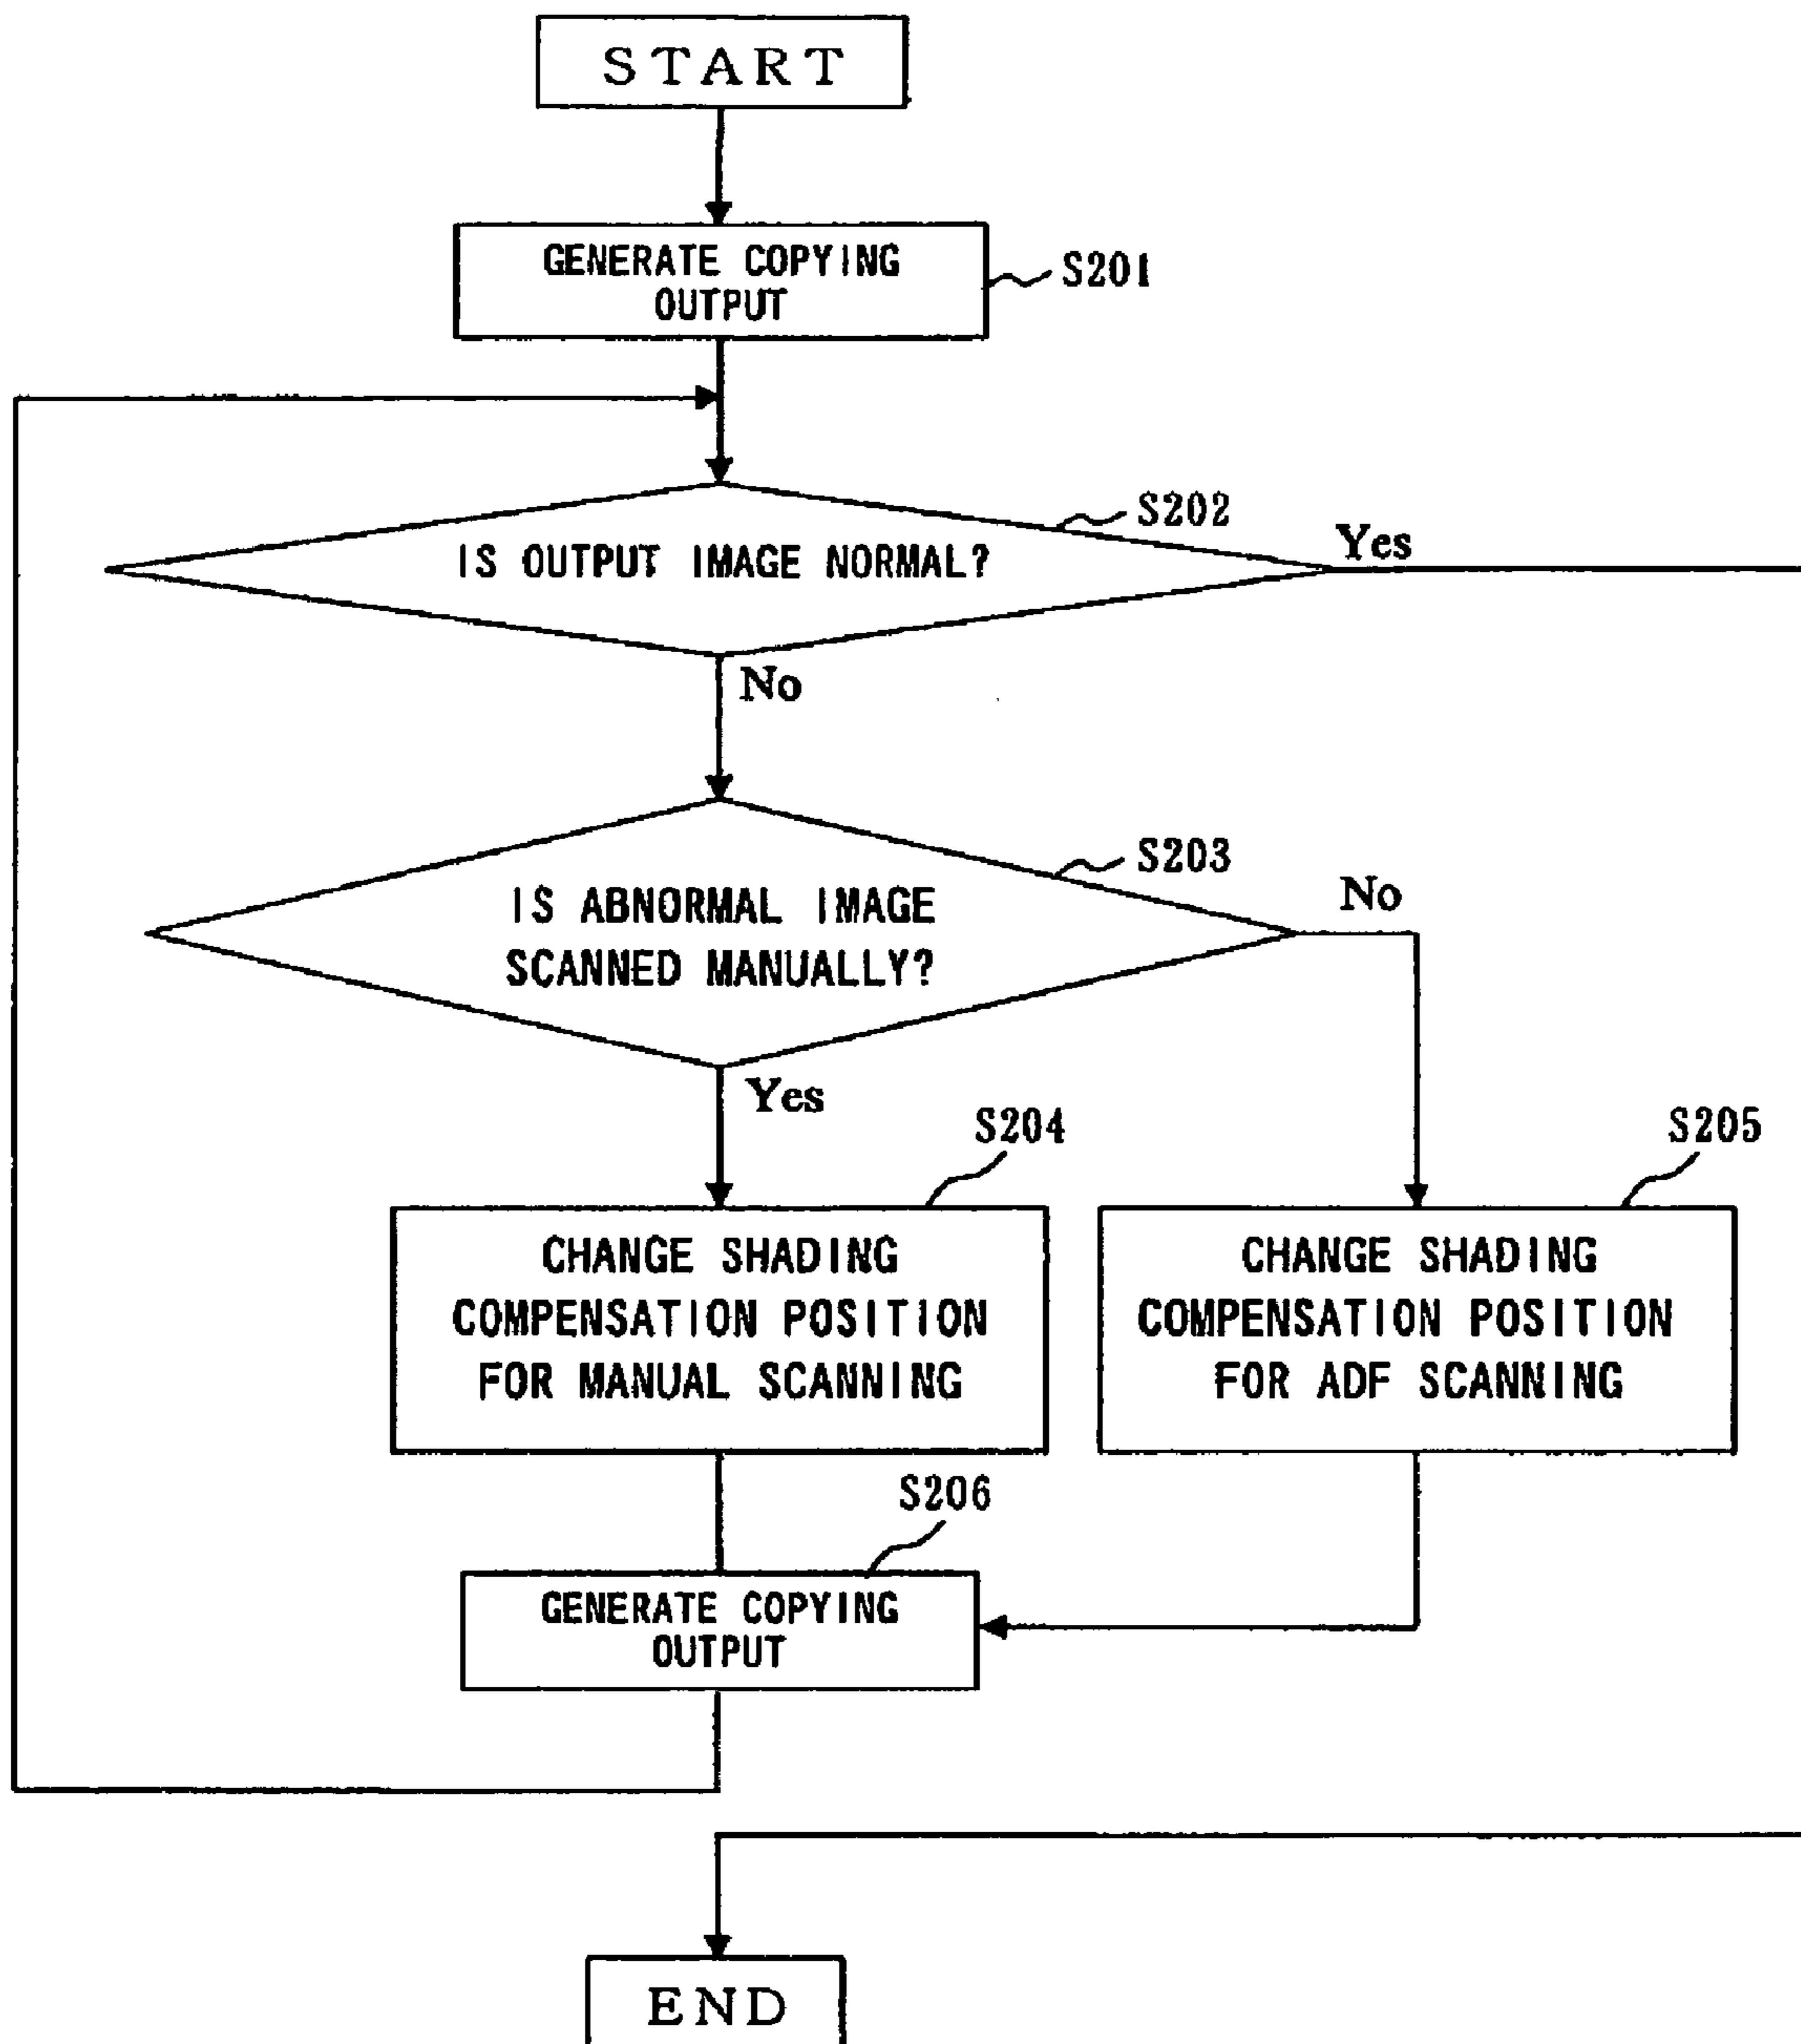 START
GENERATE COPYING
OUTPUT
S201
S202
IS OUTPUT IMAGE NORMAL?
Yes
No
S203
IS ABNORMAL IMAGE
SCANNED MANUALLY?
No
Yes
S204
CHANGE SHADING
COMPENSATION POSITION
FOR MANUAL SCANNING
S205
CHANGE SHADING
COMPENSATION POSITION
FOR ADF SCANNING
S206
GENERATE COPYING
OUTPUT
END